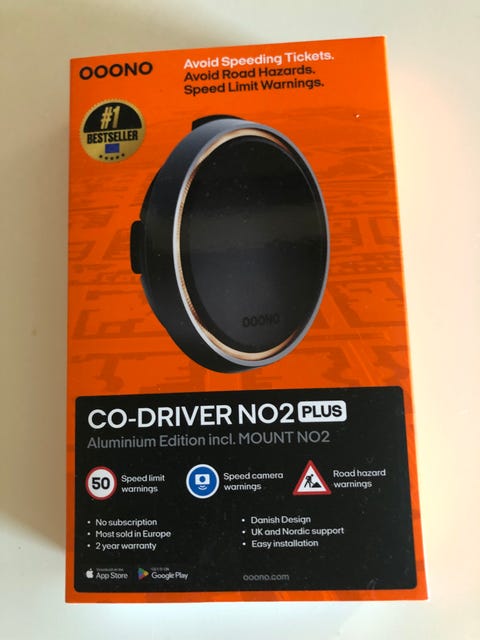 OOONO
Avoid Speeding Tickets.
Avoid Road Hazards.
Speed Limit Warnings.
#1
BESTSELLER
OOONO
CO-DRIVER NO2 PLUS
Aluminium Edition incl. MOUNT NO2
50
Speed limit
warnings
Speed camera
warnings
Road hazard
warnings
• No subscription
• Most sold in Europe
• 2 year warranty
• Danish Design
• UK and Nordic support
• Easy installation
App Store
Google Play
ooono.com